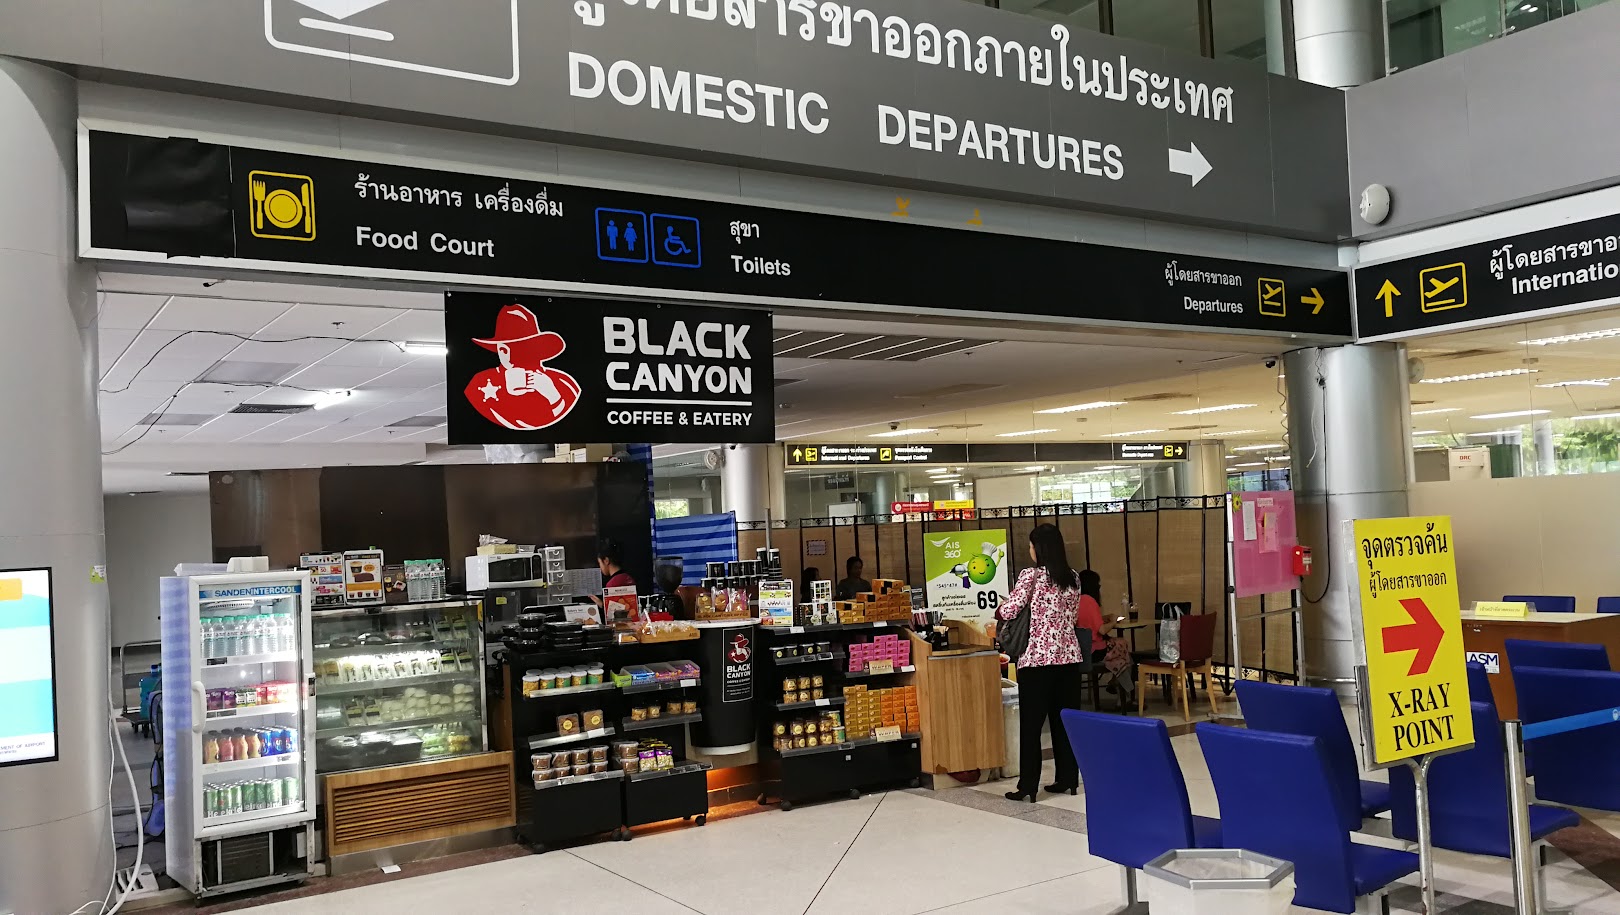 ผู้โดยสารขาออกภายในประเทศ
DOMESTIC DEPARTURES
ร้านอาหาร เครื่องดื่ม
Food Court
สุขา
Toilets
ผู้โดยสารขาออก
Departures
ผู้โดยสารขาออ
Internatio
BLACK
CANYON
COFFEE & EATERY
SANDENINTERCOOL
AIS
360°
69
BLACK
CANYON
COFFEE & EATERY
จุดตรวจค้น
ผู้โดยสารขาออก
X-RAY
POINT
ASM
DRC